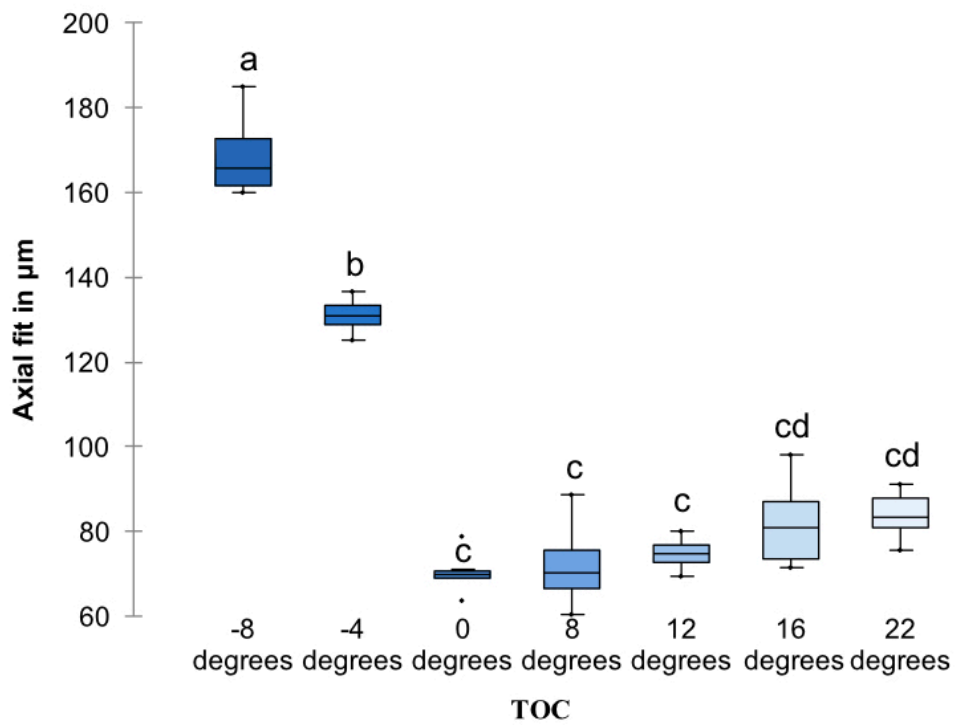 200
180
160
140
120
100
80
60
Axial fit in µm
a
b
c
c
c
cd
cd
-8 degrees
-4 degrees
0 degrees
8 degrees
12 degrees
16 degrees
22 degrees
TOC